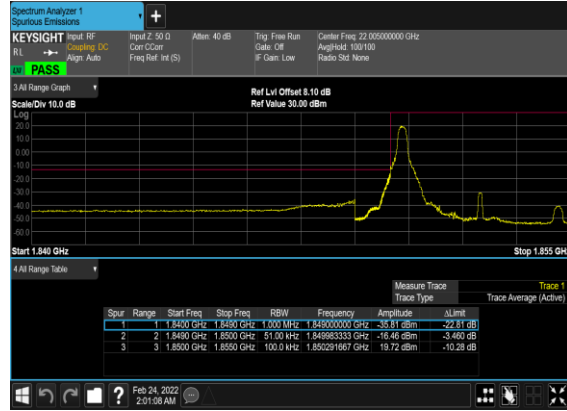 Spectrum Analyzer 1
Spurious Emissions
KEYSIGHT Input: RF Input Z: 50 Ω Atten: 40 dB Trig: Free Run Center Freq: 22.005000000 GHz
RL Coupling: DC Corr CCorr Gate: Off Avg|Hold: 100/100
Align: Auto Freq Ref: Int (S) IF Gain: Low Radio Std: None
PASS
3 All Range Graph
Ref Lvl Offset 8.10 dB
Scale/Div 10.0 dB Ref Value 30.00 dBm
Log
20.0
10.0
0.00
-10.0
-20.0
-30.0
-40.0
-50.0
-60.0
Start 1.840 GHz Stop 1.855 GH
4 All Range Table
Measure Trace Trace 1
Trace Type Trace Average (Active)
Spur Range Start Freq Stop Freq RBW Frequency Amplitude ΔLimit
1 1 1.8400 GHz 1.8490 GHz 1.000 MHz 1.849000000 GHz -35.81 dBm -22.81 dB
2 2 1.8490 GHz 1.8500 GHz 51.00 kHz 1.849983333 GHz -16.46 dBm -3.460 dB
3 3 1.8500 GHz 1.8550 GHz 100.0 kHz 1.850291667 GHz 19.72 dBm -10.28 dB
Feb 24, 2022
2:01:08 AM